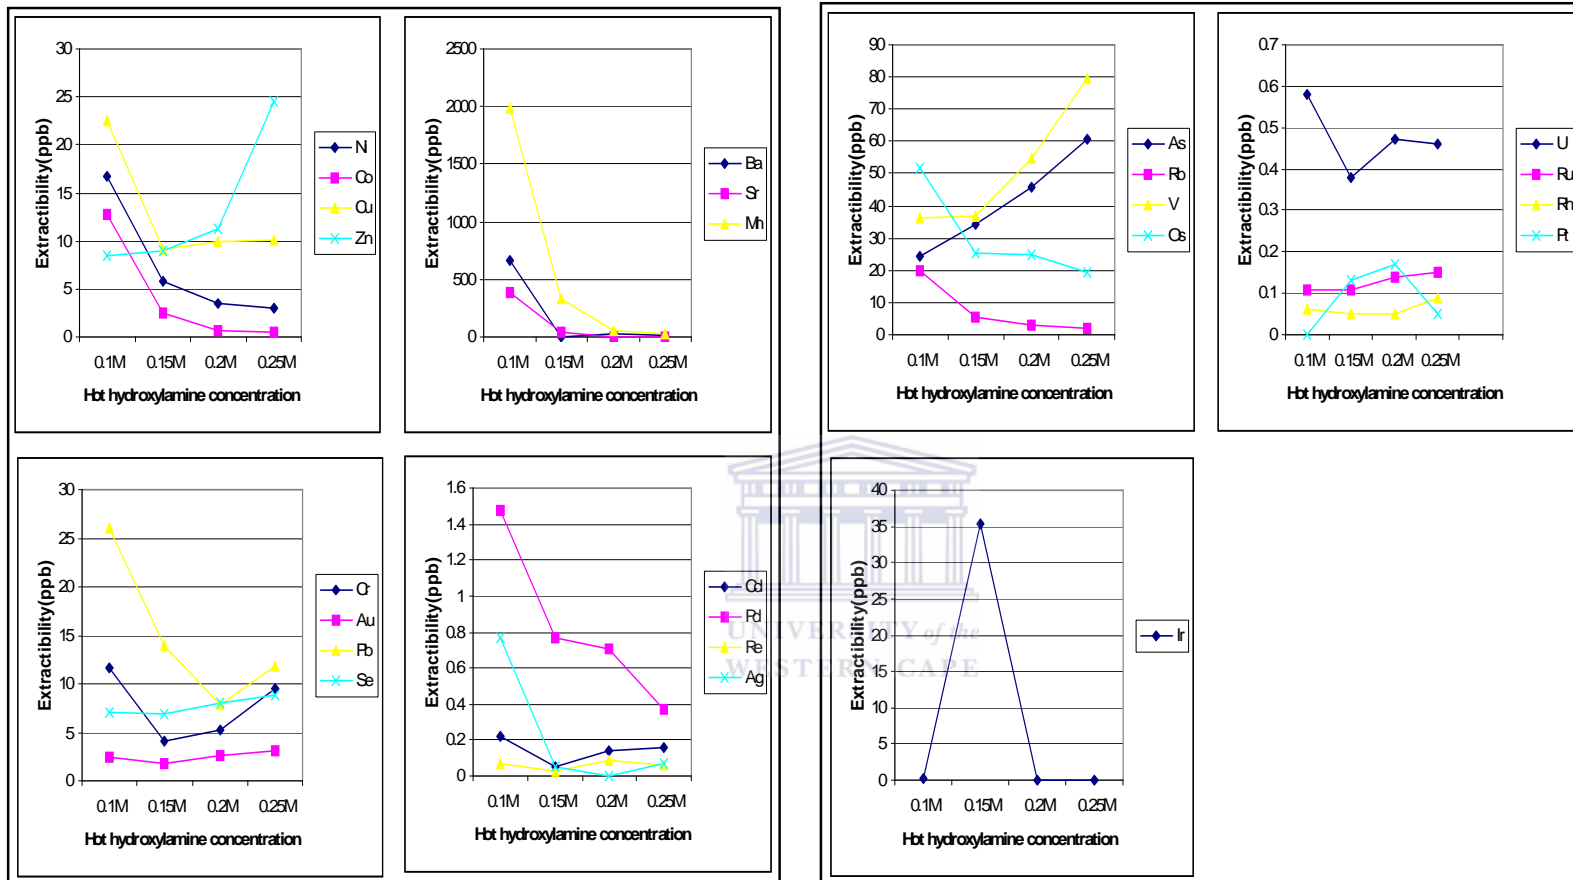 Extractibility(ppb)
30
25
20
15
10
5
0
0.1M 0.15M 0.2M 0.25M
Hot hydroxylamine concentration
Ni
Co
Cu
Zn
Extractibility(ppb)
2500
2000
1500
1000
500
0
0.1M 0.15M 0.2M 0.25M
Hot hydroxylamine concentration
Ba
Sr
Mn
Extractibility(ppb)
90
80
70
60
50
40
30
20
10
0
0.1M 0.15M 0.2M 0.25M
Hot hydroxylamine concentration
As
Rb
V
Cs
Extractibility(ppb)
0.7
0.6
0.5
0.4
0.3
0.2
0.1
0
0.1M 0.15M 0.2M 0.25M
Hot hydroxylamine concentration
U
Ru
Rh
Pt
Extractibility(ppb)
30
25
20
15
10
5
0
0.1M 0.15M 0.2M 0.25M
Hot hydroxylamine concentration
Cr
Au
Pb
Se
Extractibility(ppb)
1.6
1.4
1.2
1
0.8
0.6
0.4
0.2
0
0.1M 0.15M 0.2M 0.25M
Hot hydroxylamine concentration
Cd
Pd
Re
Ag
UNIVERSITY of the
WESTERN CAPE
Extractibility(ppb)
40
35
30
25
20
15
10
5
0
0.1M 0.15M 0.2M 0.25M
Hot hydroxylamine concentration
Ir